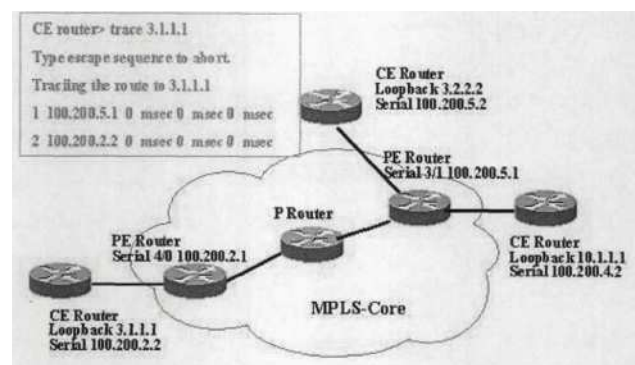 CE router> trace 3.1.1.1
Type escape sequence to abort.
Traciing the route to 3.1.1.1
1 100.200.5.1 0 msec 0 msec 0 msec
2 100.200.2.2 0 msec 0 msec 0 msec
CE Router
Loopback 3.2.2.2
Serial 100.200.5.2
PE Router
Serial 3/1 100.200.5.1
P Router
PE Router
Serial 4/0 100.200.2.1
CE Router
Loopback 10.1.1.1
Serial 100.200.4.2
MPLS-Core
CE Router
Loopback 3.1.1.1
Serial 100.200.2.2